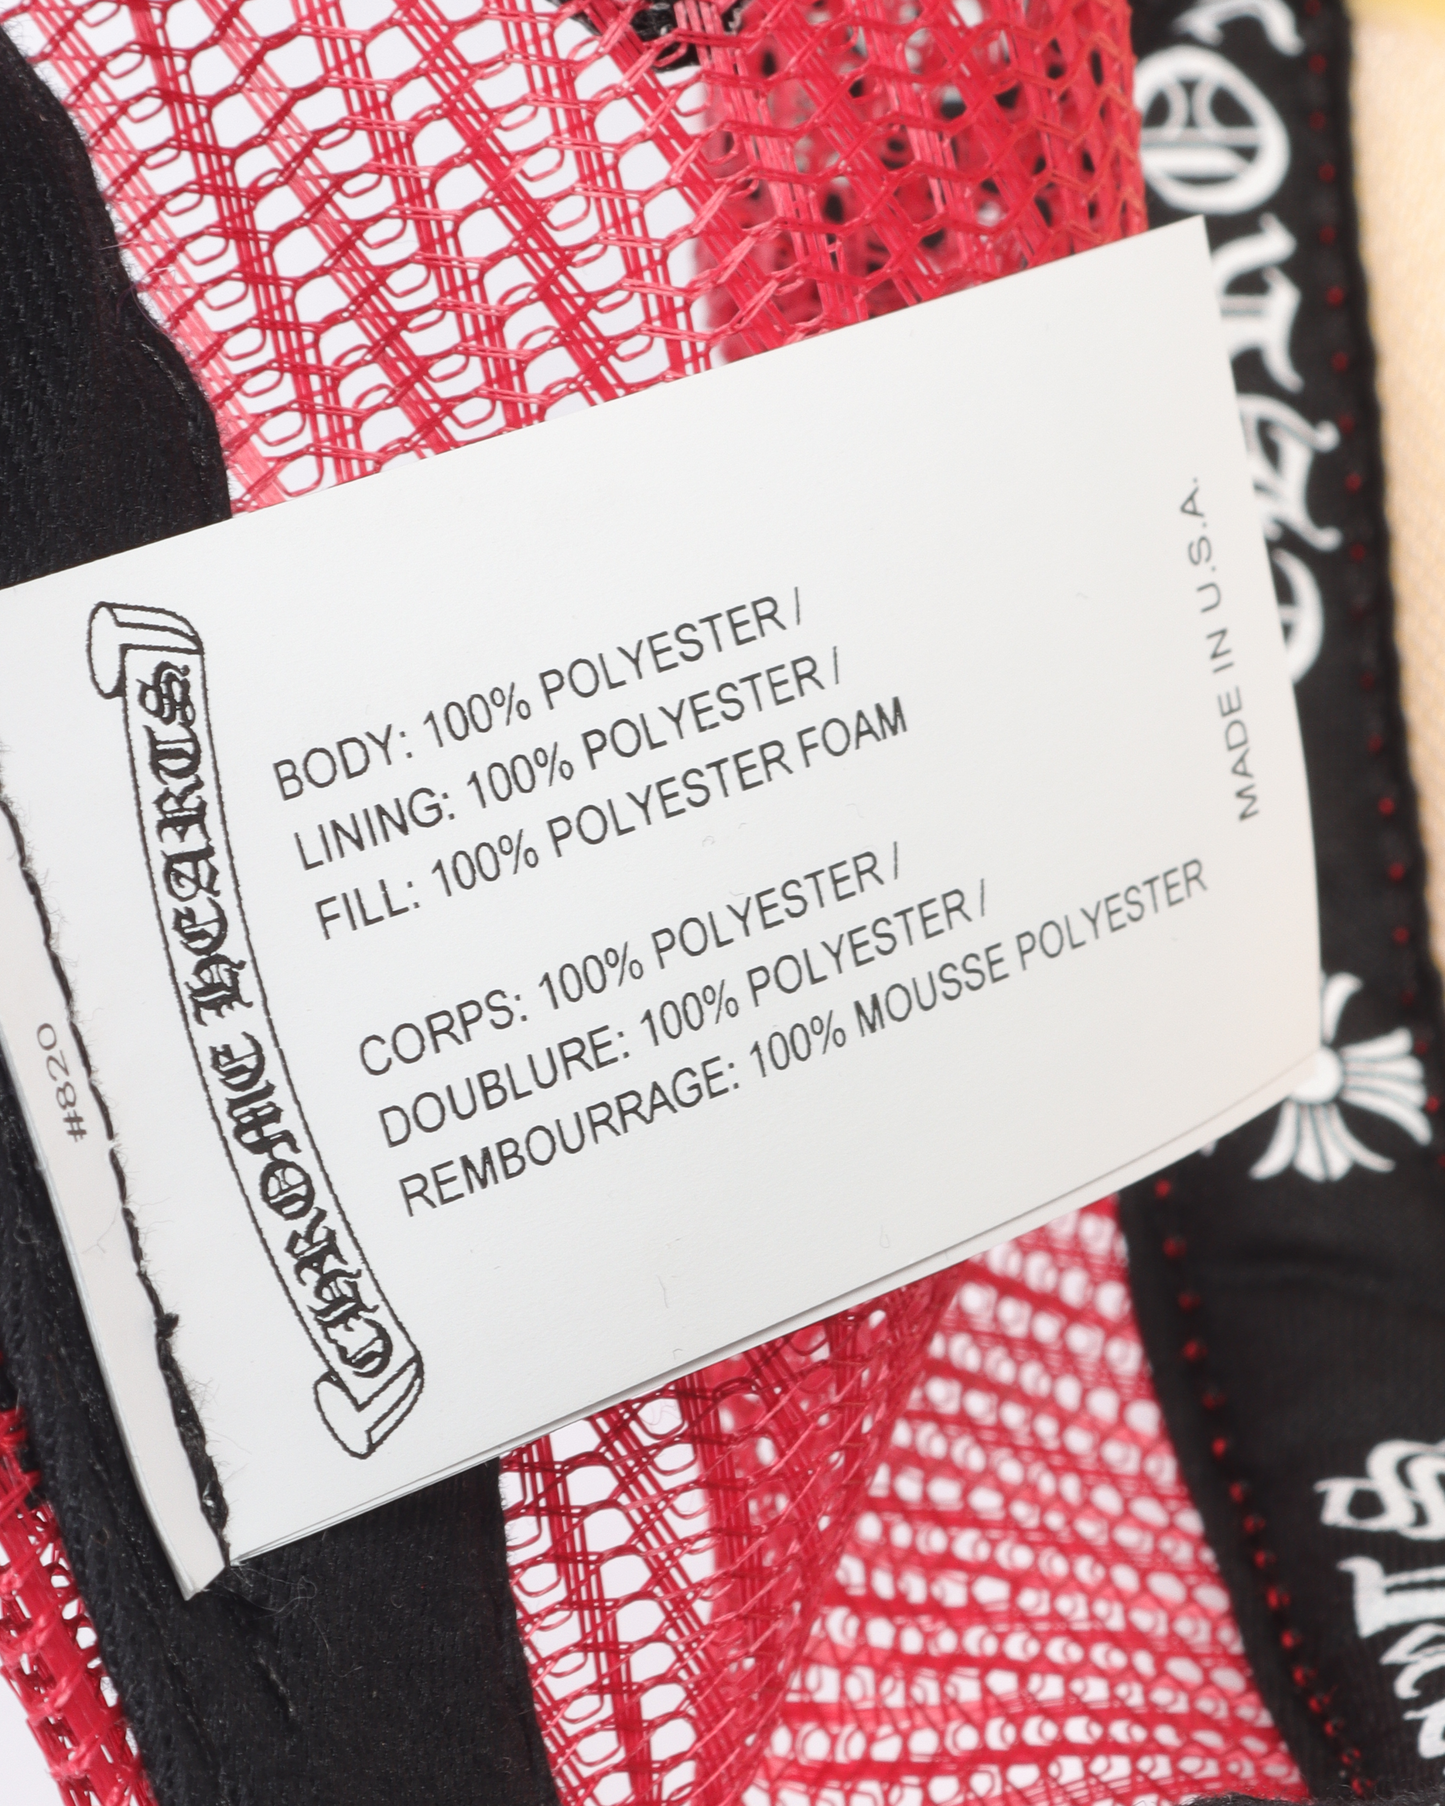 CHROME HEARTS
BODY: 100% POLYESTER /
LINING: 100% POLYESTER /
FILL: 100% POLYESTER FOAM
CORPS: 100% POLYESTER /
DOUBLURE: 100% POLYESTER /
REMBOURRAGE: 100% MOUSSE POLYESTER
MADE IN U.S.A.
#820